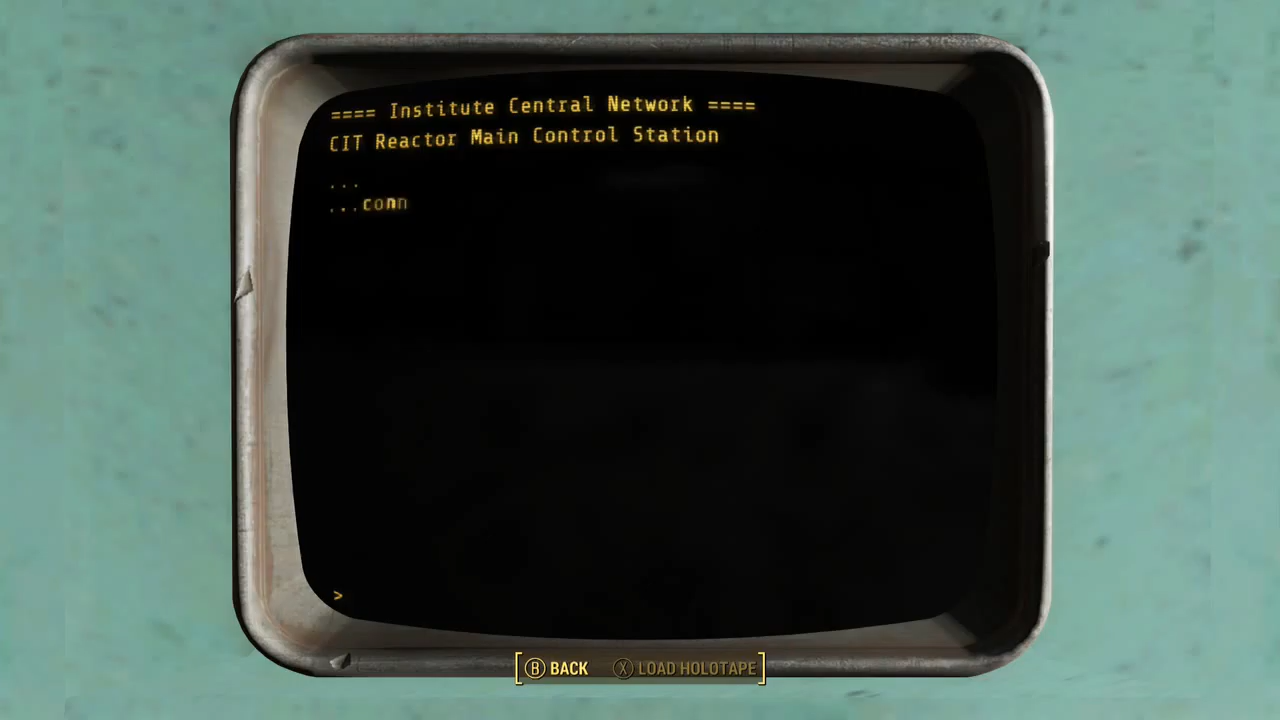 ==== Institute Central Network ====
CIT Reactor Main Control Station
...
...conn
>
B BACK X LOAD HOLOTAPE